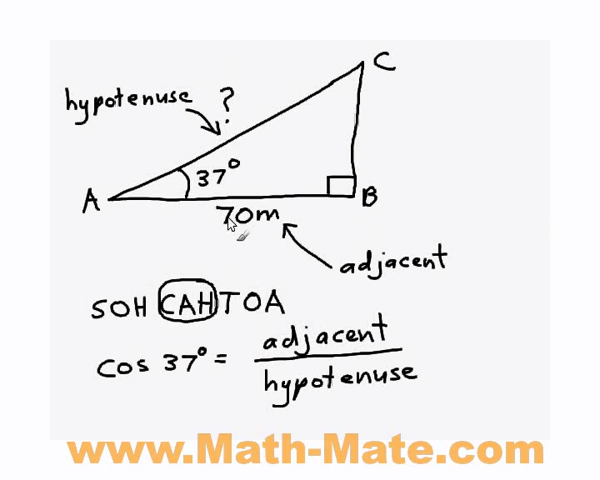 C
hypotenuse ?
37°
A
B
70m
adjacent
SOH CAH TOA
cos 37° = adjacent
hypotenuse
www.Math-Mate.com